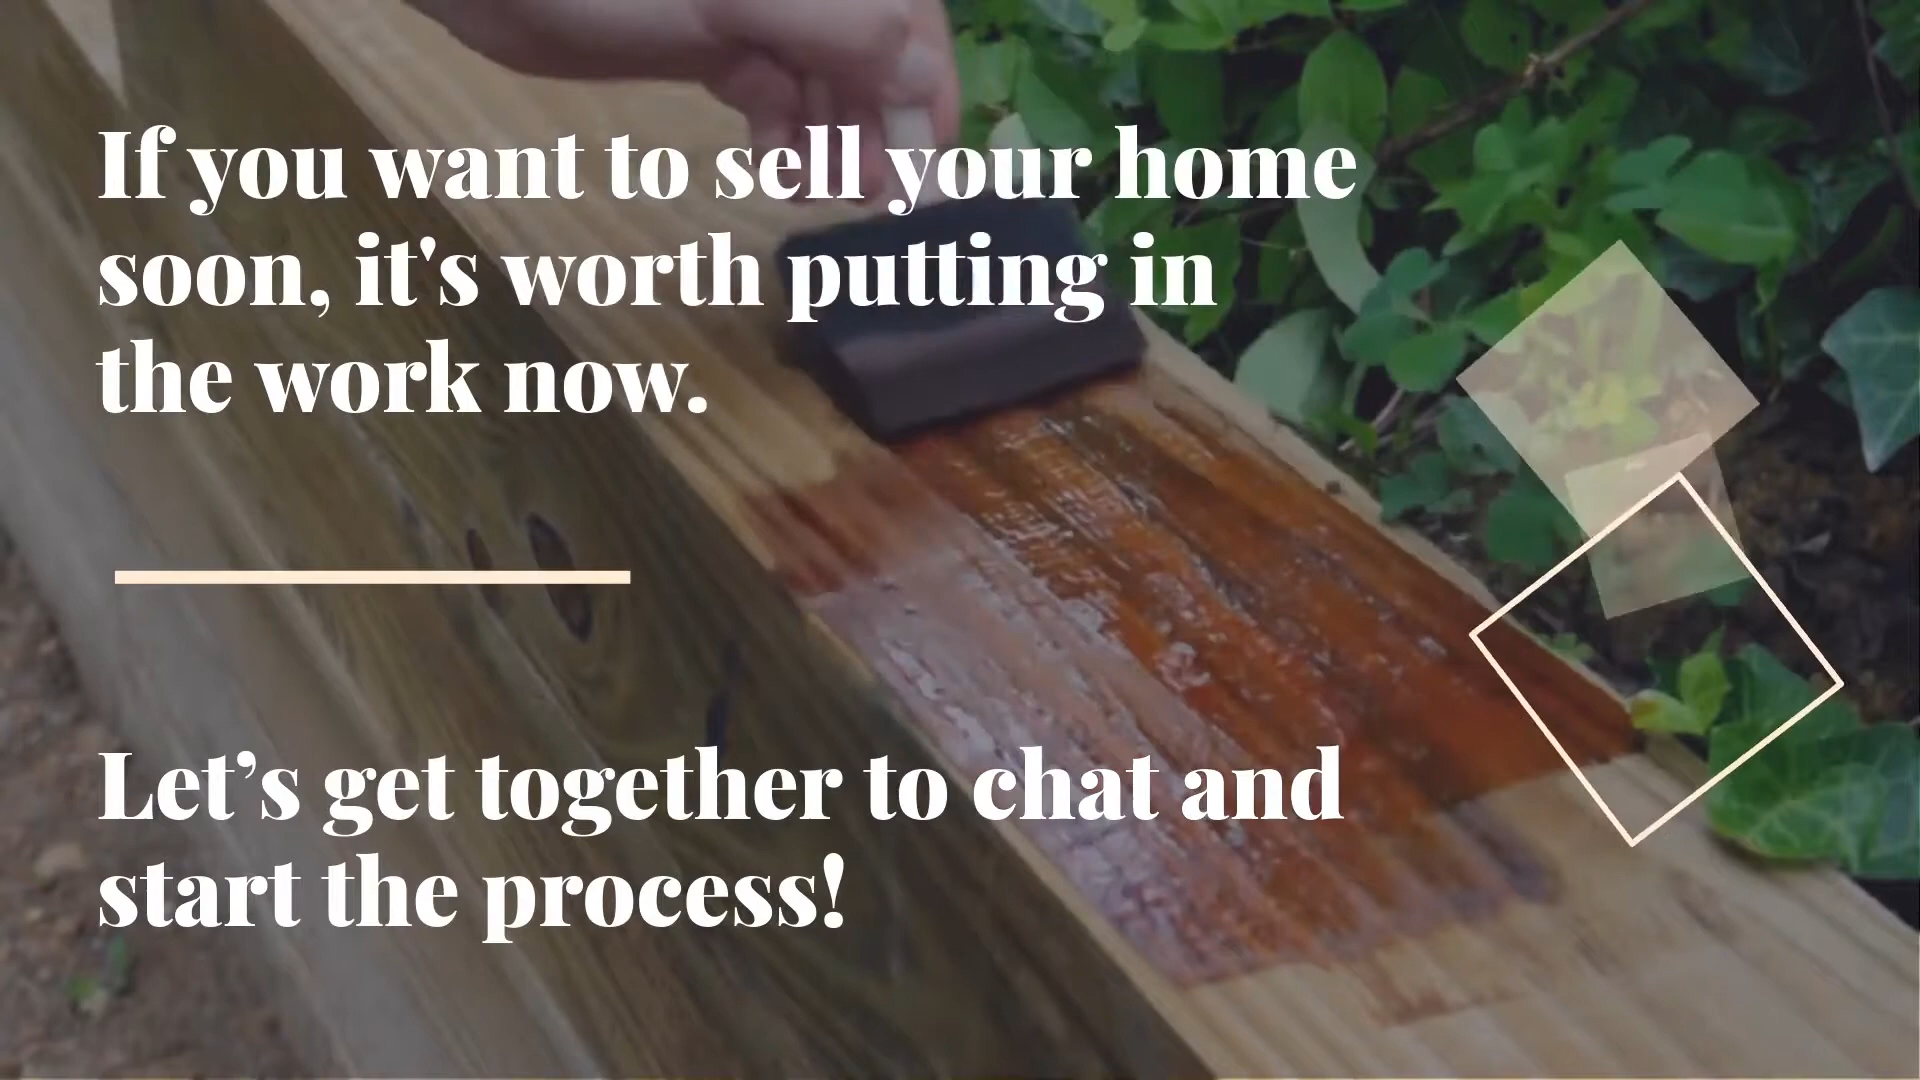 If you want to sell your home
soon, it's worth putting in
the work now.
Let’s get together to chat and
start the process!